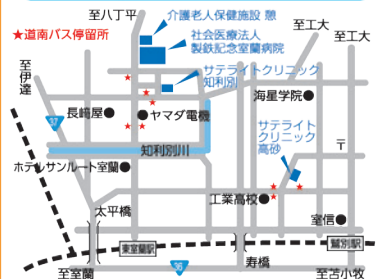 至八丁平
介護老人保健施設 憩
★道南バス停留所
社会医療法人
製鉄記念室蘭病院
至工大
至工大
至伊達
サテライトクリニック
知利別
長崎屋
ヤマダ電機
海星学院
37
サテライト
クリニック
高砂
〒
知利別川
ホテルサンルート室蘭
工業高校
太平橋
室信
東室蘭駅
鷲別駅
寿橋
至室蘭
36
至苫小牧